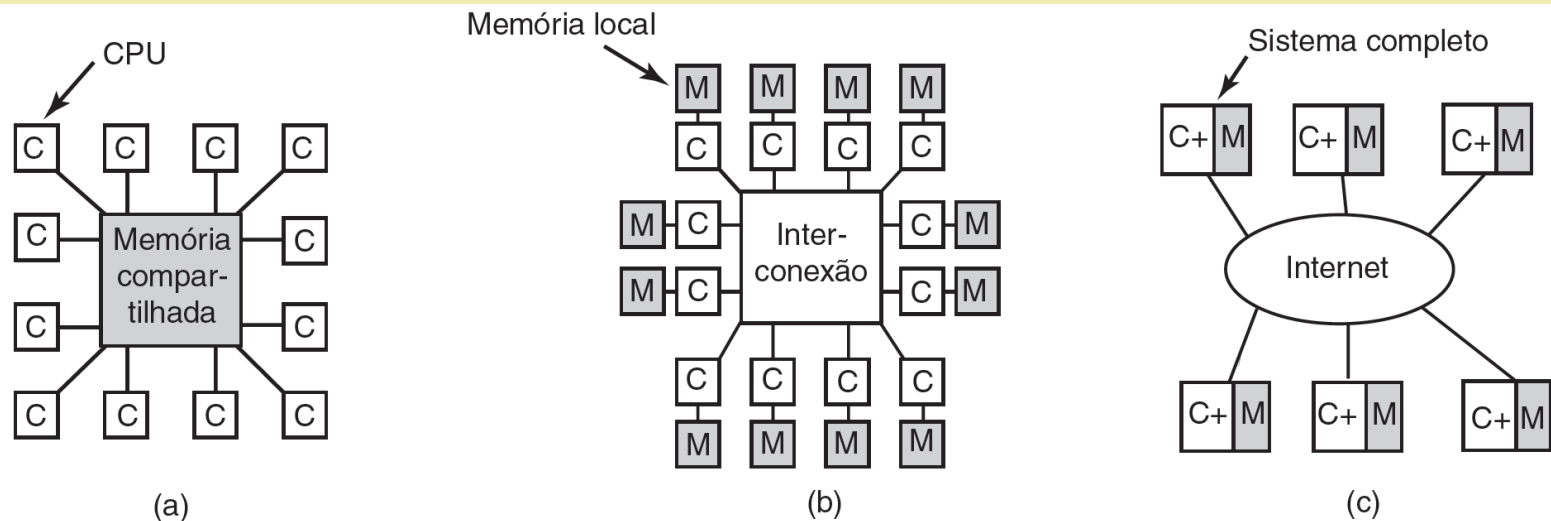 CPU
C
C
C
C
C
C
Memória
compar-
tilhada
C
C
C
C
C
C
(a)
Memória local
M
M
M
M
C
C
C
C
M
C
Inter-
conexão
C
M
M
C
C
M
C
C
C
C
M
M
M
M
(b)
Sistema completo
C+ M
C+ M
C+ M
Internet
C+ M
C+ M
C+ M
(c)